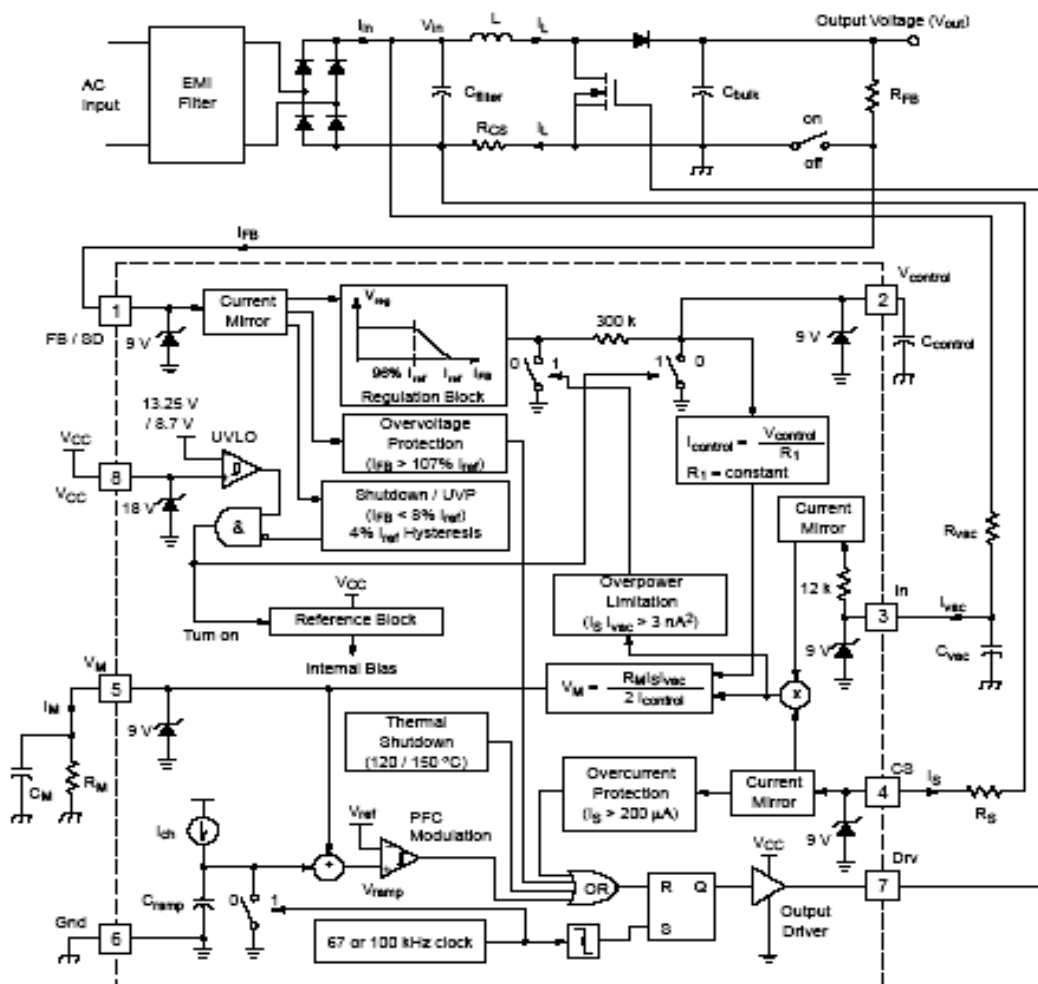 Iin
Vin
L
IL
Output Voltage (Vout)
AC
Input
EMI
Filter
Cfilter
Cbulk
RFB
RCS
IL
on
off
IFB
Vcontrol
1
FB / SD
9 V
Current
Mirror
Vreg
96% Iref
Iref
IFB
Regulation Block
300 k
0
1
1
0
9 V
2
Ccontrol
13.25 V
/ 8.7 V
UVLO
VCC
8
VCC
18 V
&
Overvoltage
Protection
(IFB > 107% Iref)
Shutdown / UVP
(IFB < 8% Iref)
4% Iref Hysteresis
Icontrol = Vcontrol
R1
R1 = constant
Current
Mirror
12 k
Rvac
In
3
Ivac
9 V
Cvac
VCC
Reference Block
Turn on
Internal Bias
Overpower
Limitation
(IS Ivac > 3 nA2)
VM
5
IM
9 V
CM
RM
VM = RMISIvac
2 Icontrol
x
Thermal
Shutdown
(120 / 150 ºC)
Overcurrent
Protection
(IS > 200 μA)
Current
Mirror
CS
4
IS
RS
9 V
Ich
Vref
PFC
Modulation
+
Vramp
Cramp
0
1
OR
R
Q
S
VCC
Drv
7
Output
Driver
Gnd
6
67 or 100 kHz clock